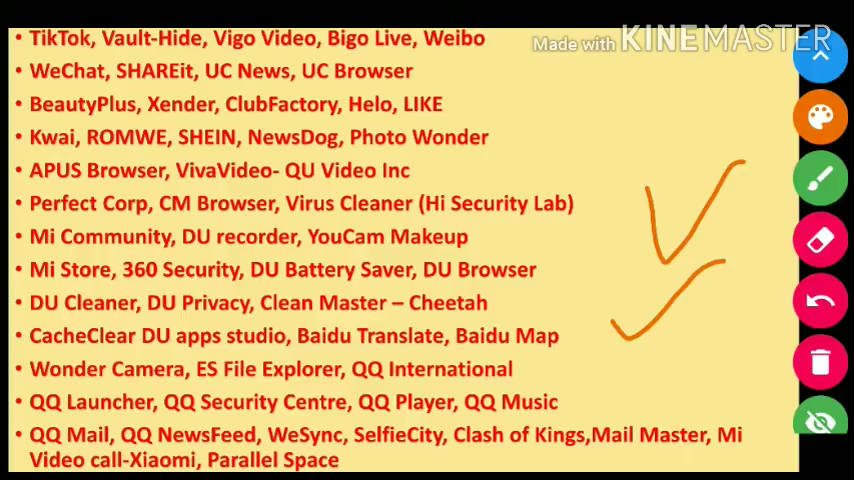 TikTok, Vault-Hide, Vigo Video, Bigo Live, Weibo
Made with KINEMASTER
• WeChat, SHAREit, UC News, UC Browser
• BeautyPlus, Xender, ClubFactory, Helo, LIKE
• Kwai, ROMWE, SHEIN, NewsDog, Photo Wonder
• APUS Browser, VivaVideo- QU Video Inc
• Perfect Corp, CM Browser, Virus Cleaner (Hi Security Lab)
• Mi Community, DU recorder, YouCam Makeup
• Mi Store, 360 Security, DU Battery Saver, DU Browser
• DU Cleaner, DU Privacy, Clean Master – Cheetah
• CacheClear DU apps studio, Baidu Translate, Baidu Map
• Wonder Camera, ES File Explorer, QQ International
• QQ Launcher, QQ Security Centre, QQ Player, QQ Music
• QQ Mail, QQ NewsFeed, WeSync, SelfieCity, Clash of Kings,Mail Master, Mi
Video call-Xiaomi, Parallel Space